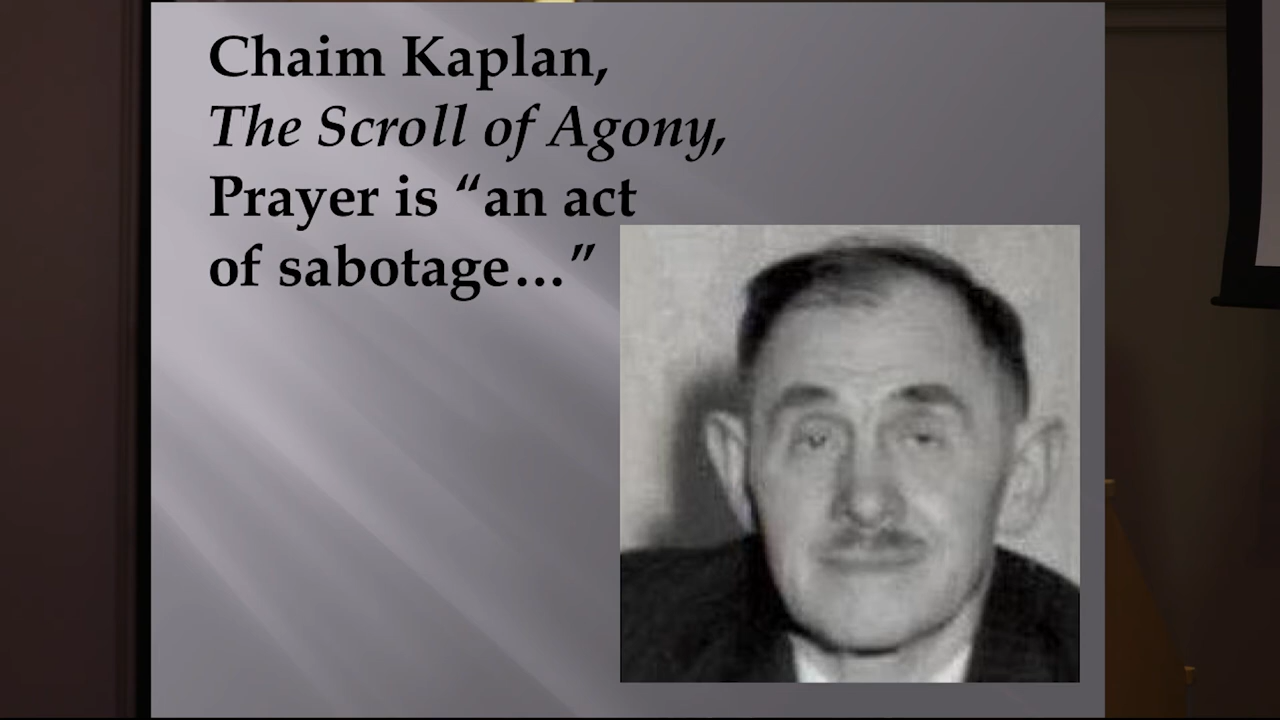 Chaim Kaplan,
The Scroll of Agony,
Prayer is “an act
of sabotage…”